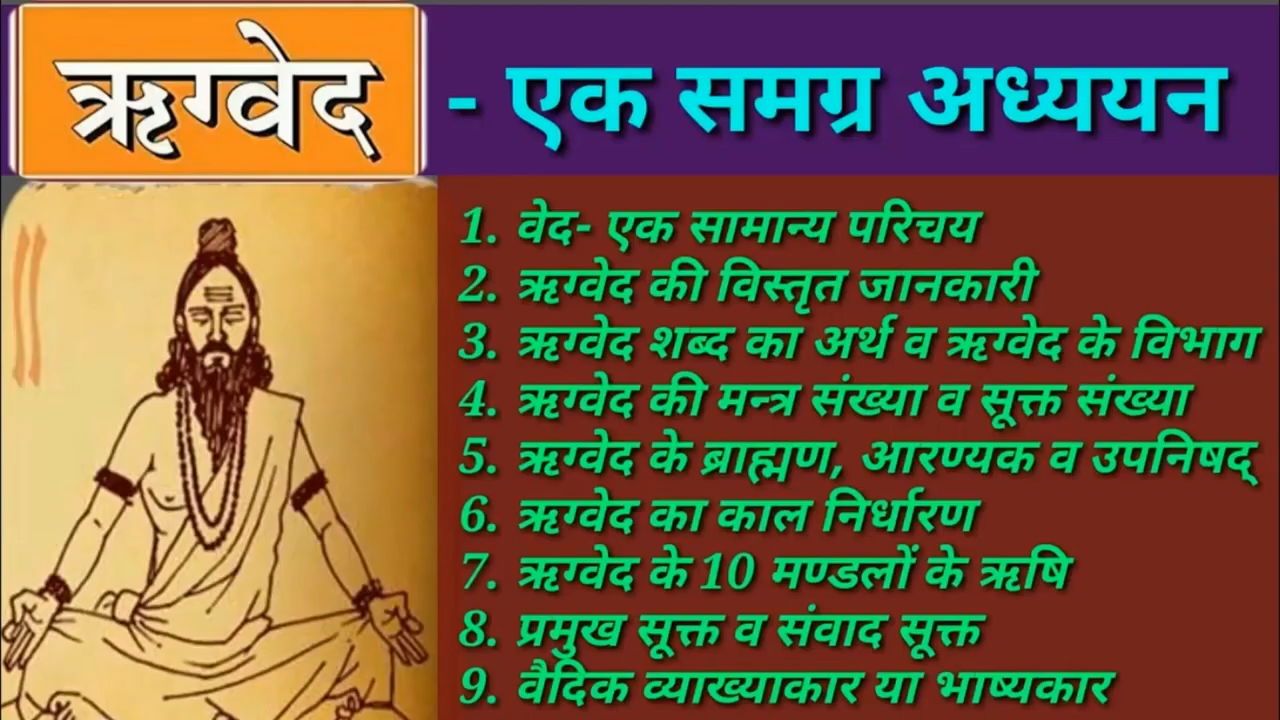 ऋग्वेद - एक समग्र अध्ययन
1. वेद- एक सामान्य परिचय
2. ऋग्वेद की विस्तृत जानकारी
3. ऋग्वेद शब्द का अर्थ व ऋग्वेद के विभाग
4. ऋग्वेद की मन्त्र संख्या व सूक्त संख्या
5. ऋग्वेद के ब्राह्मण, आरण्यक व उपनिषद्
6. ऋग्वेद का काल निर्धारण
7. ऋग्वेद के 10 मण्डलों के ऋषि
8. प्रमुख सूक्त व संवाद सूक्त
9. वैदिक व्याख्याकार या भाष्यकार